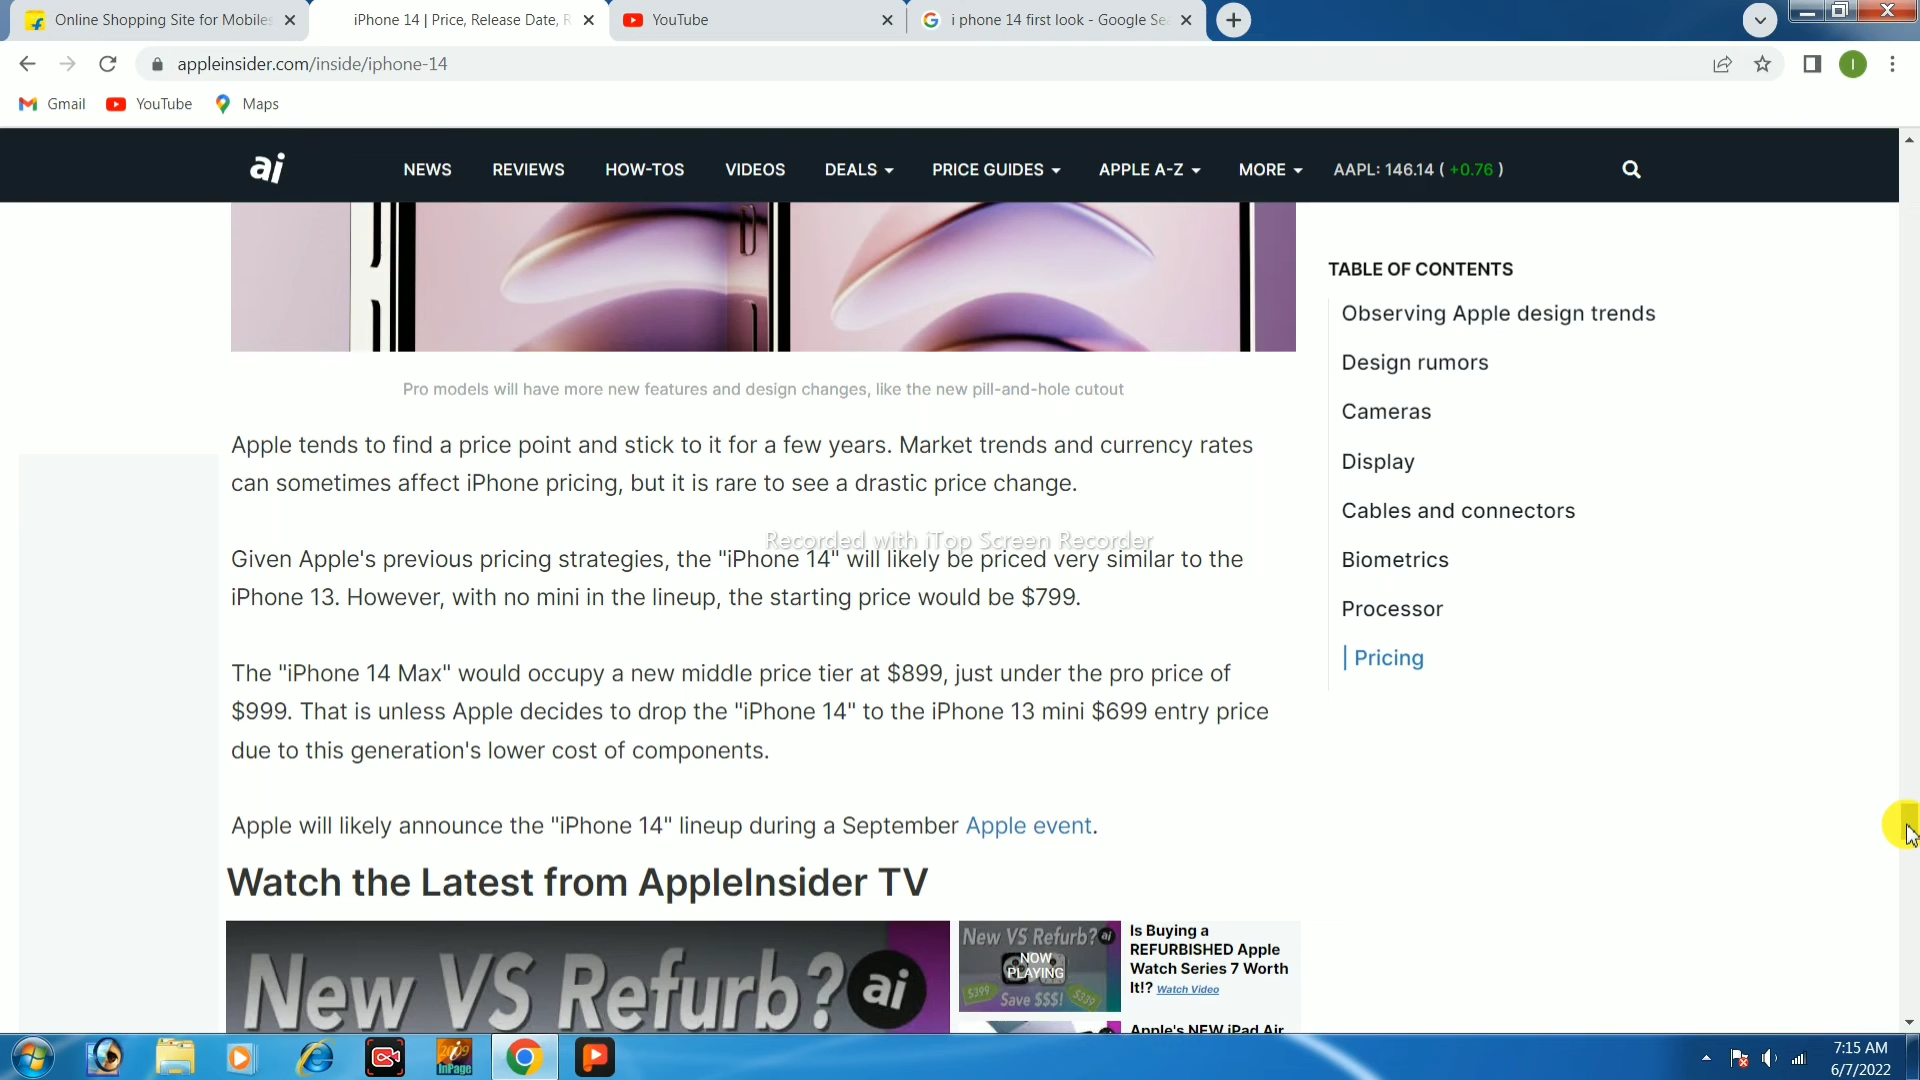 Online Shopping Site for Mobiles
iPhone 14 | Price, Release Date, R
YouTube
i phone 14 first look - Google Se
appleinsider.com/inside/iphone-14
I
Gmail
YouTube
Maps
ai
NEWS REVIEWS HOW-TOS VIDEOS DEALS PRICE GUIDES APPLE A-Z MORE AAPL: 146.14 ( +0.76 )
TABLE OF CONTENTS
Observing Apple design trends
Design rumors
Cameras
Display
Cables and connectors
Biometrics
Processor
Pricing
Pro models will have more new features and design changes, like the new pill-and-hole cutout
Apple tends to find a price point and stick to it for a few years. Market trends and currency rates
can sometimes affect iPhone pricing, but it is rare to see a drastic price change.
Recorded with iTop Screen Recorder
Given Apple's previous pricing strategies, the "iPhone 14" will likely be priced very similar to the
iPhone 13. However, with no mini in the lineup, the starting price would be $799.
The "iPhone 14 Max" would occupy a new middle price tier at $899, just under the pro price of
$999. That is unless Apple decides to drop the "iPhone 14" to the iPhone 13 mini $699 entry price
due to this generation's lower cost of components.
Apple will likely announce the "iPhone 14" lineup during a September Apple event.
Watch the Latest from AppleInsider TV
New VS Refurb? ai
New VS Refurb? ai
NOW
PLAYING
$399 Save $$$! $339
Is Buying a
REFURBISHED Apple
Watch Series 7 Worth
It!? Watch Video
Apple's NEW iPad Air
2009
InPage
7:15 AM
6/7/2022